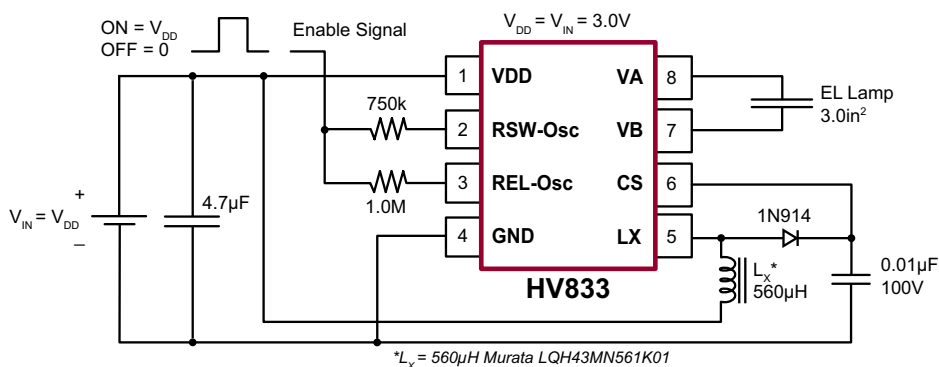 ON = VDD
OFF = 0
Enable Signal
VDD = VIN = 3.0V
1 VDD
VA 8
750k
2 RSW-Osc
VB 7
EL Lamp
3.0in²
3 REL-Osc
CS 6
1.0M
4.7µF
+
VIN = VDD
–
4 GND
LX 5
1N914
LX*
560µH
0.01µF
100V
HV833
*LX = 560µH Murata LQH43MN561K01